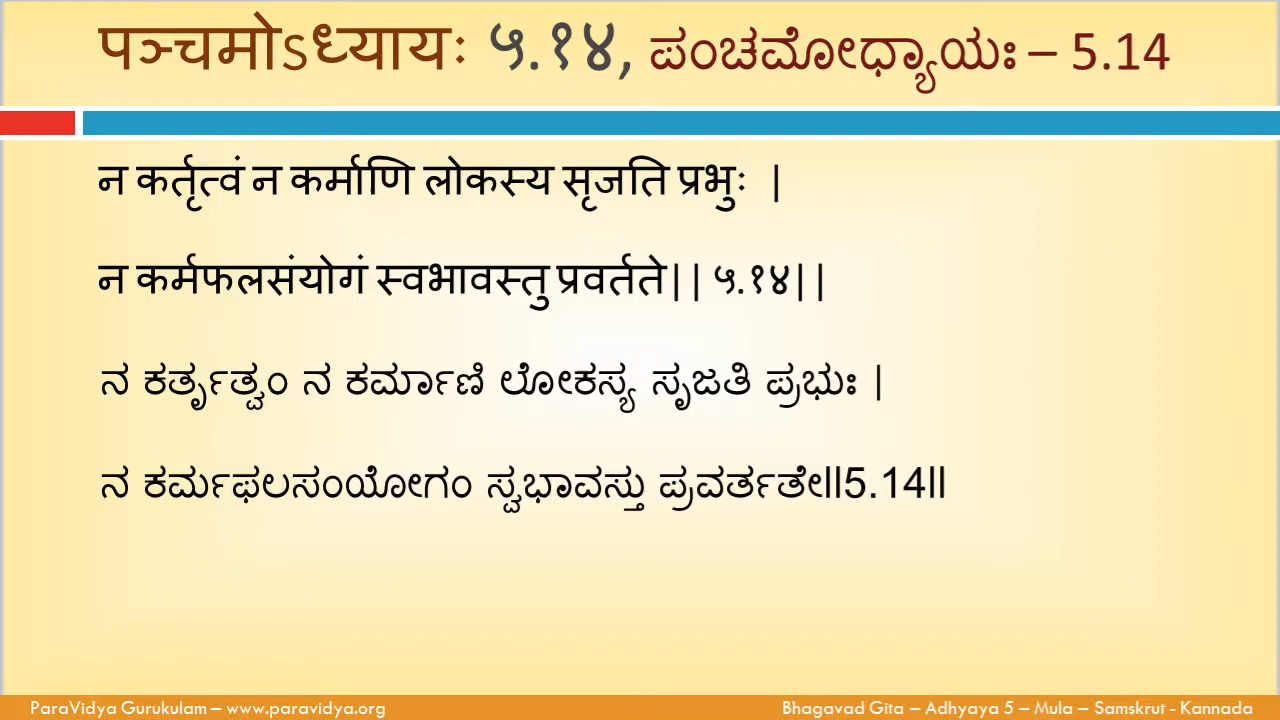 पञ्चमोऽध्यायः ५.१४, ಪಂಚಮೋಧ್ಯಾಯಃ – 5.14
न कर्तृत्वं न कर्माणि लोकस्य सृजति प्रभुः |
न कर्मफलसंयोगं स्वभावस्तु प्रवर्तते|| ५.१४||
ನ ಕರ್ತೃತ್ವಂ ನ ಕರ್ಮಾಣಿ ಲೋಕಸ್ಯ ಸೃಜತಿ ಪ್ರಭುಃ |
ನ ಕರ್ಮಫಲಸಂಯೋಗಂ ಸ್ವಭಾವಸ್ತು ಪ್ರವರ್ತತೇ||5.14||
ParaVidya Gurukulam – www.paravidya.org
Bhagavad Gita – Adhyaya 5 – Mula – Samskrut - Kannada